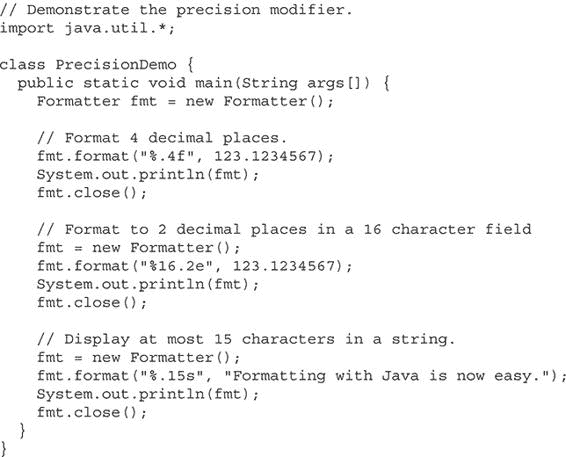 // Demonstrate the precision modifier.
import java.util.*;

class PrecisionDemo {
  public static void main(String args[]) {
    Formatter fmt = new Formatter();

    // Format 4 decimal places.
    fmt.format("%.4f", 123.1234567);
    System.out.println(fmt);
    fmt.close();

    // Format to 2 decimal places in a 16 character field
    fmt = new Formatter();
    fmt.format("%16.2e", 123.1234567);
    System.out.println(fmt);
    fmt.close();

    // Display at most 15 characters in a string.
    fmt = new Formatter();
    fmt.format("%.15s", "Formatting with Java is now easy.");
    System.out.println(fmt);
    fmt.close();
  }
}